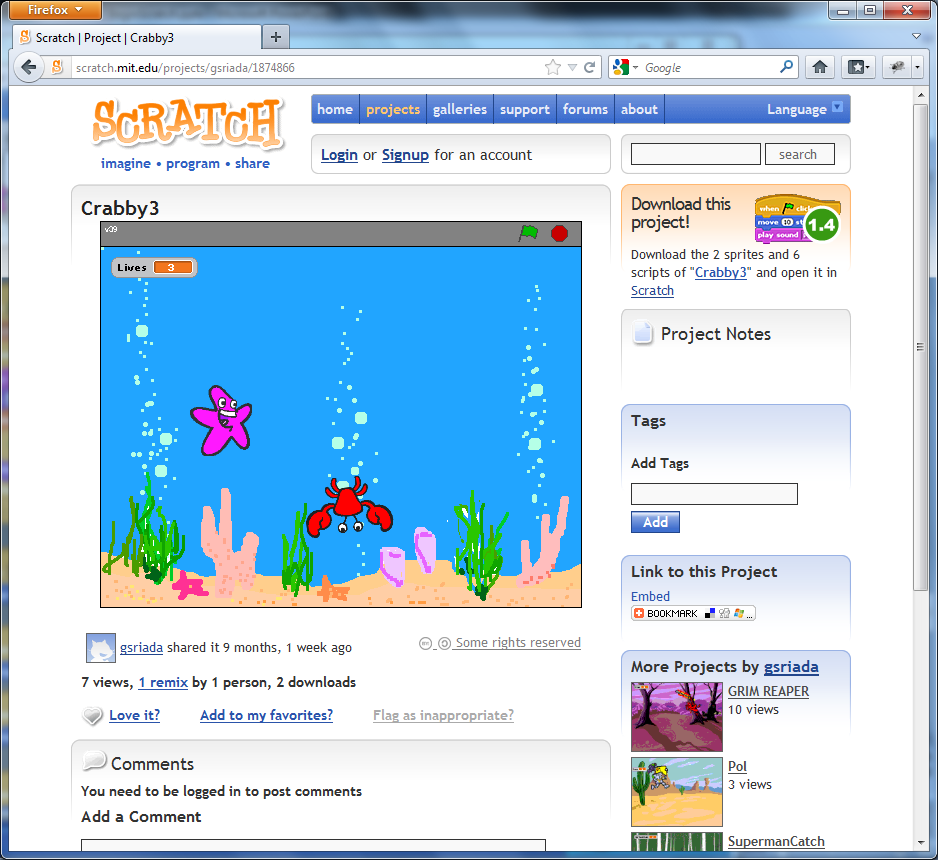 Firefox
Scratch | Project | Crabby3
scratch.mit.edu/projects/gsriada/1874866
Google
SCRATCH
imagine • program • share
home projects galleries support forums about Language
Login or Signup for an account
search
Crabby3
v39
Lives 3
Download this
project!
when click
move 10 st
play sound
1.4
Download the 2 sprites and 6
scripts of "Crabby3" and open it in
Scratch
Project Notes
Tags
Add Tags
Add
Link to this Project
Embed
BOOKMARK ...
gsriada shared it 9 months, 1 week ago
Some rights reserved
7 views, 1 remix by 1 person, 2 downloads
Love it? Add to my favorites? Flag as inappropriate?
More Projects by gsriada
GRIM REAPER
10 views
Pol
3 views
SupermanCatch
Comments
You need to be logged in to post comments
Add a Comment